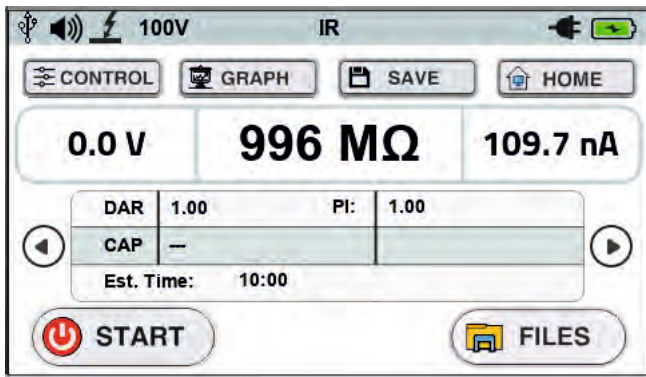 100V IR
CONTROL GRAPH SAVE HOME
0.0 V 996 MΩ 109.7 nA
DAR 1.00 PI: 1.00
CAP ---
Est. Time: 10:00
START FILES